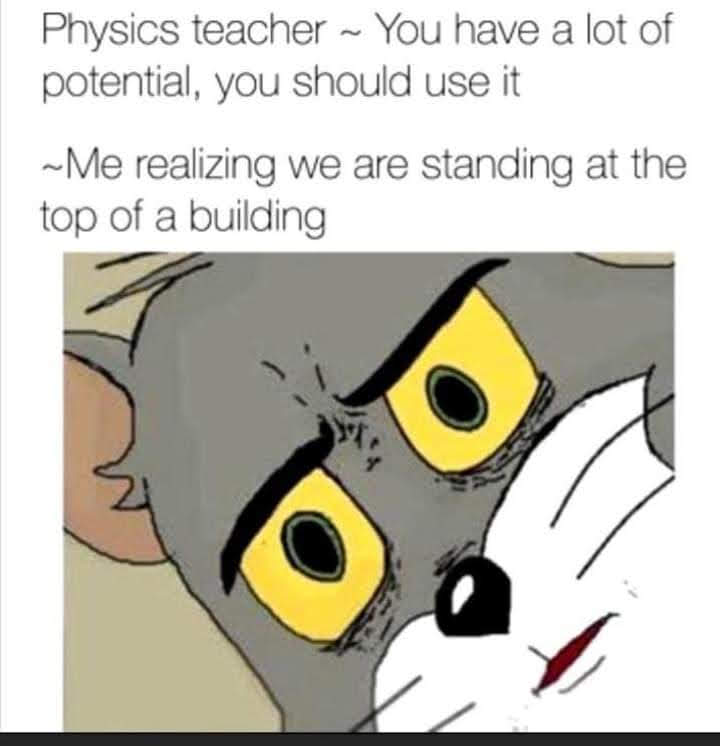 Physics teacher ~ You have a lot of
potential, you should use it
~Me realizing we are standing at the
top of a building